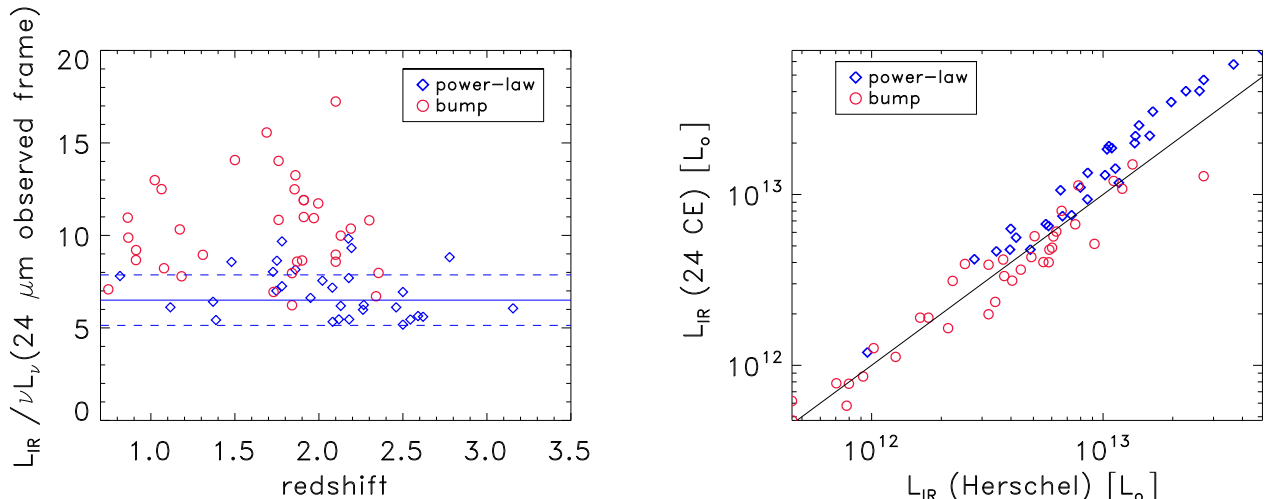 L_IR / νL_ν(24 μm observed frame)
20
15
10
5
0
power-law
bump
1.0 1.5 2.0 2.5 3.0 3.5
redshift
L_IR (24 CE) [L_o]
10^13
10^12
power-law
bump
10^12 10^13
L_IR (Herschel) [L_o]